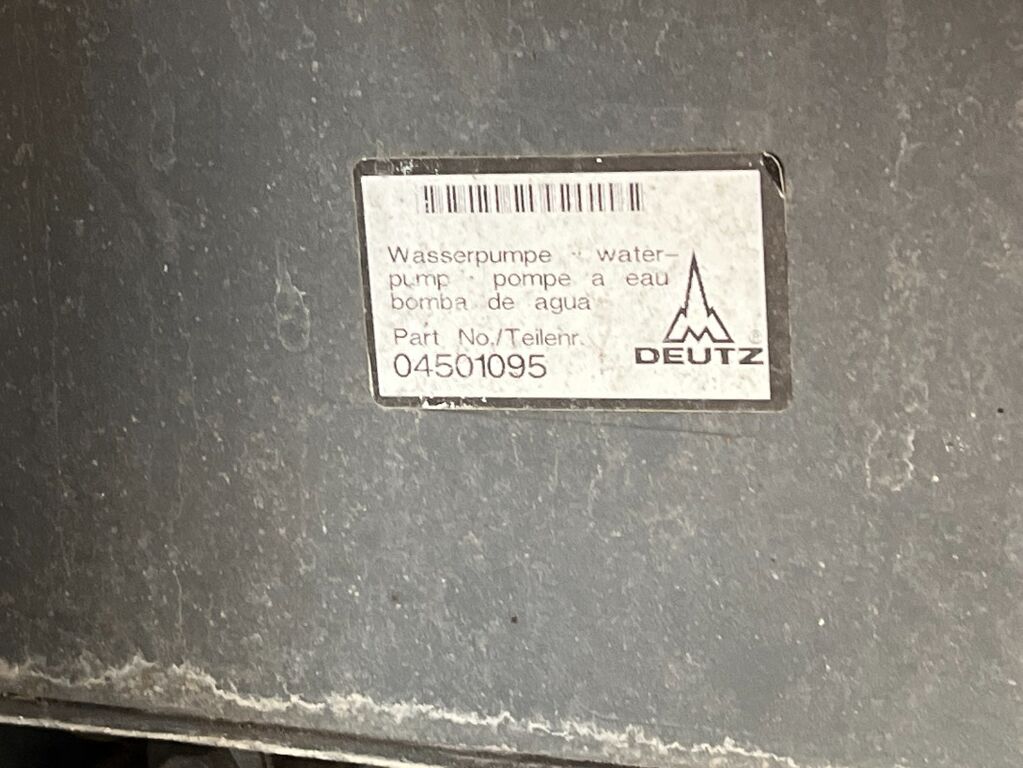 Wasserpumpe · water-
pump · pompe a eau
bomba de agua
Part No./Teilenr.
04501095
DEUTZ
®